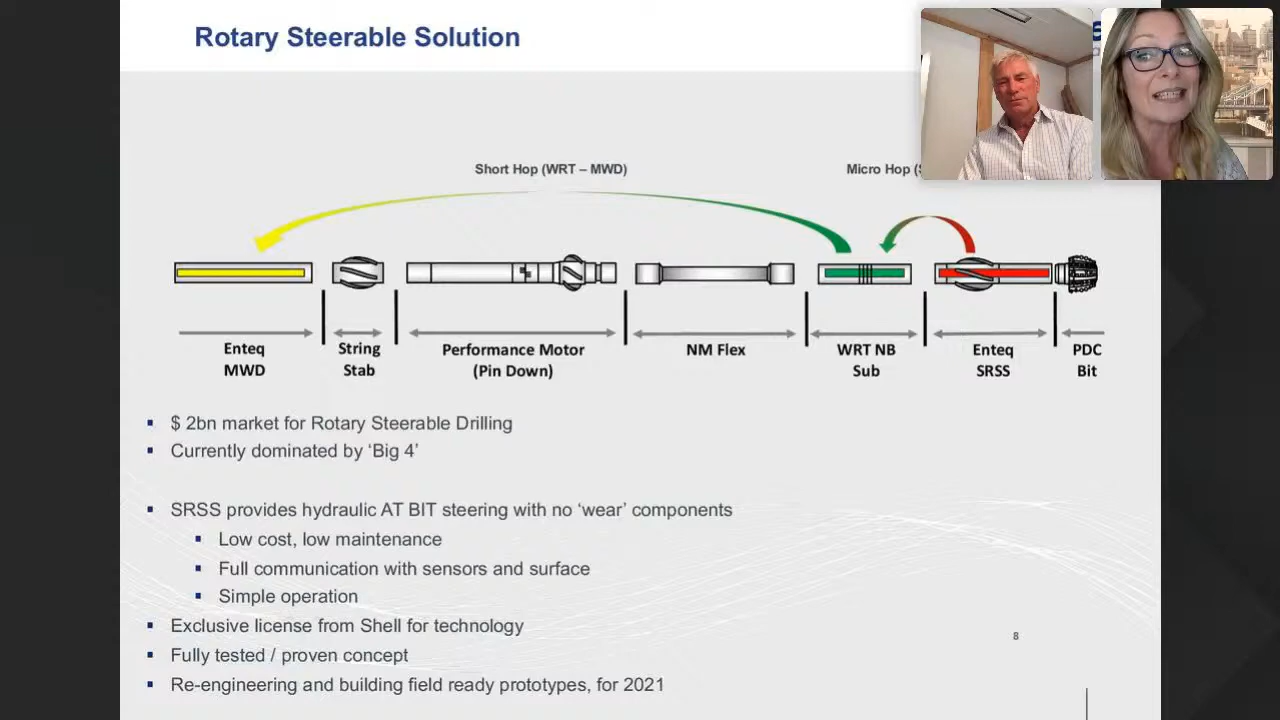 Rotary Steerable Solution
Short Hop (WRT – MWD)
Micro Hop
Enteq
MWD
String
Stab
Performance Motor
(Pin Down)
NM Flex
WRT NB
Sub
Enteq
SRSS
PDC
Bit
▪ $ 2bn market for Rotary Steerable Drilling
▪ Currently dominated by ‘Big 4’
▪ SRSS provides hydraulic AT BIT steering with no ‘wear’ components
▪ Low cost, low maintenance
▪ Full communication with sensors and surface
▪ Simple operation
▪ Exclusive license from Shell for technology
▪ Fully tested / proven concept
8
▪ Re-engineering and building field ready prototypes, for 2021